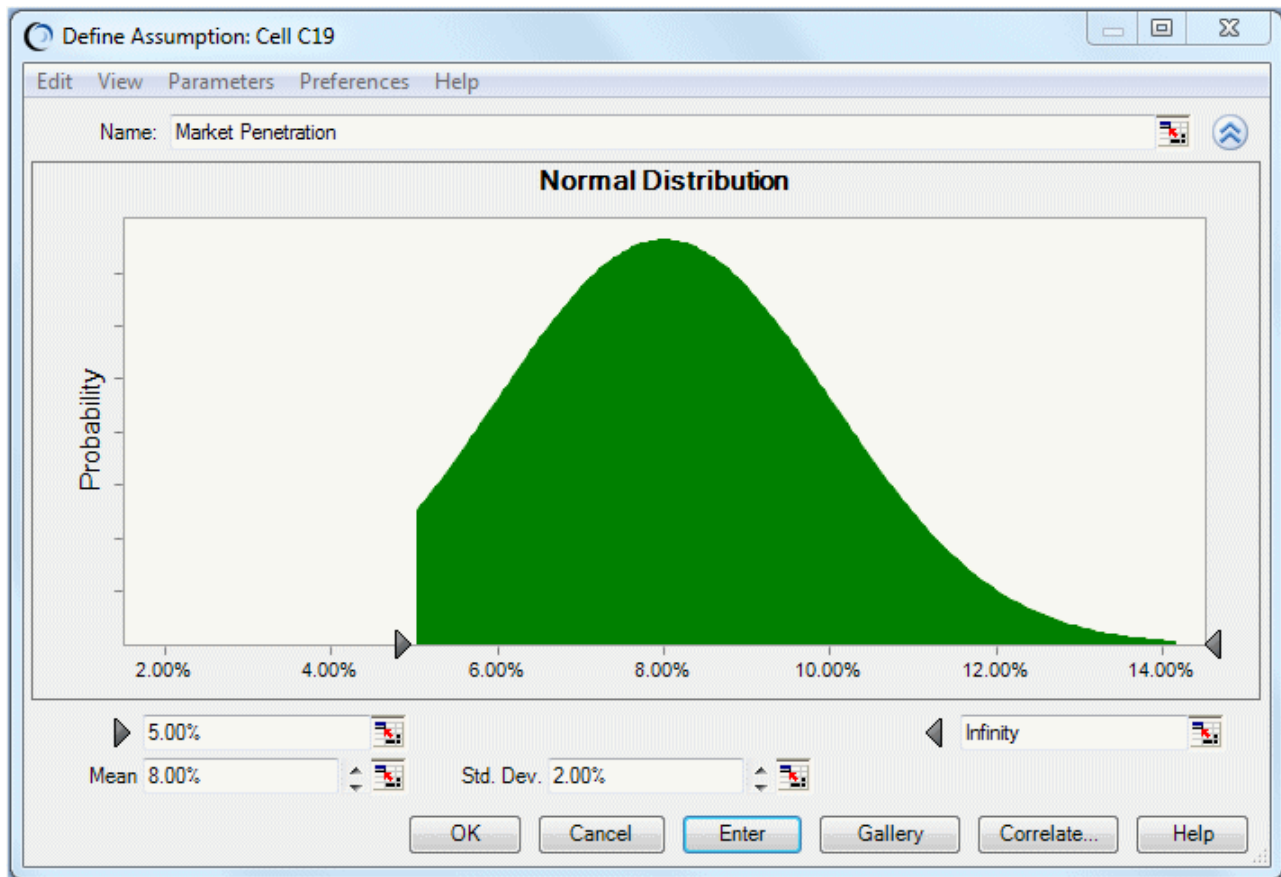 Define Assumption: Cell C19
Edit View Parameters Preferences Help
Name: Market Penetration
Normal Distribution
Probability
2.00% 4.00% 6.00% 8.00% 10.00% 12.00% 14.00%
5.00% Infinity
Mean 8.00% Std. Dev. 2.00%
OK Cancel Enter Gallery Correlate... Help